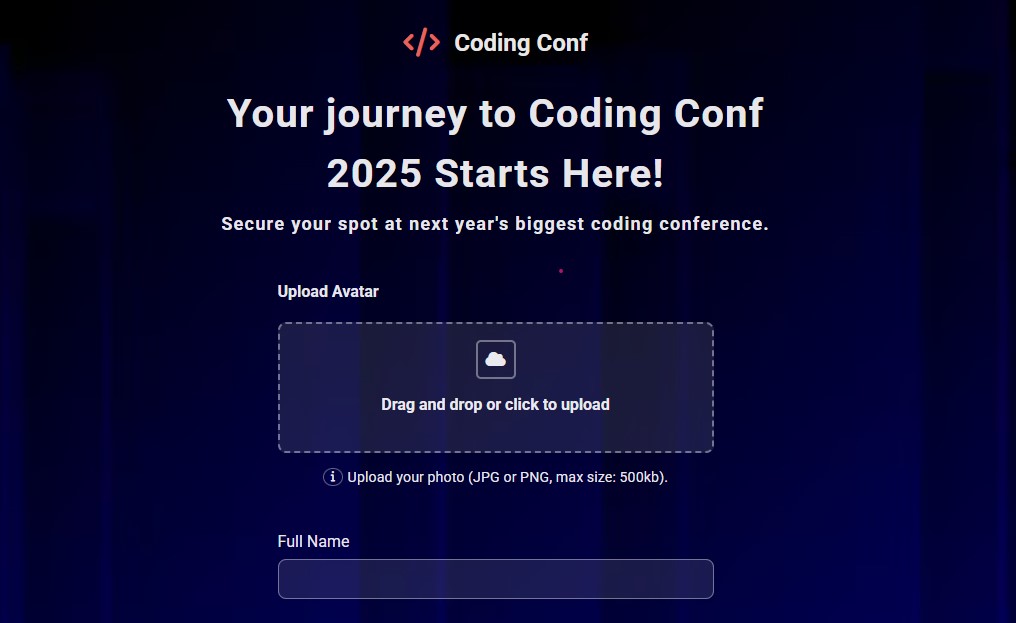 </> Coding Conf
Your journey to Coding Conf
2025 Starts Here!
Secure your spot at next year's biggest coding conference.
Upload Avatar
Drag and drop or click to upload
i Upload your photo (JPG or PNG, max size: 500kb).
Full Name